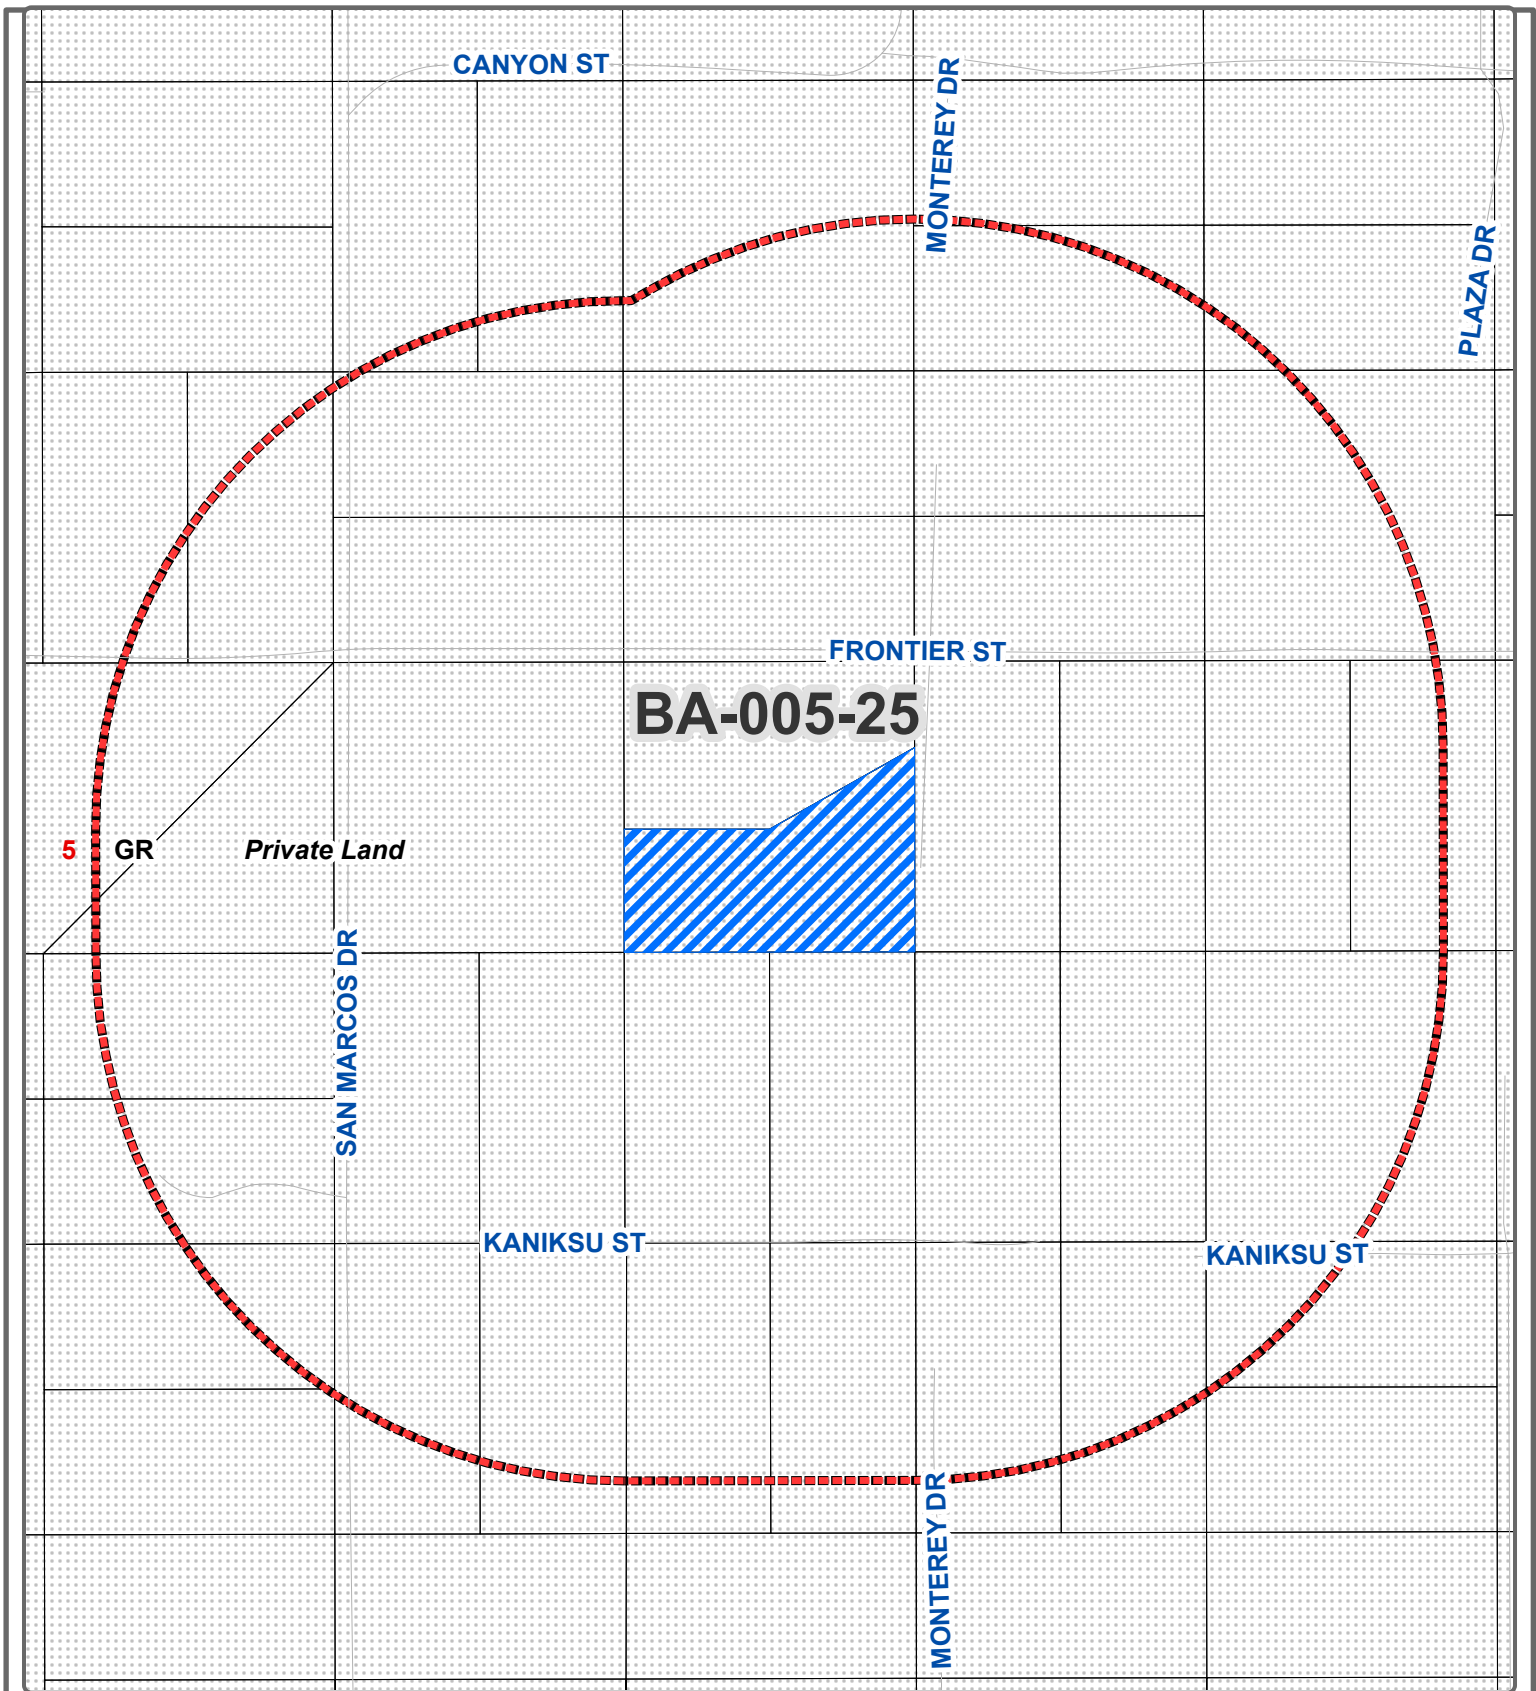 CANYON ST
MONTEREY DR
PLAZA DR
FRONTIER ST
BA-005-25
5
GR
Private Land
SAN MARCOS DR
KANIKSU ST
KANIKSU ST
MONTEREY DR